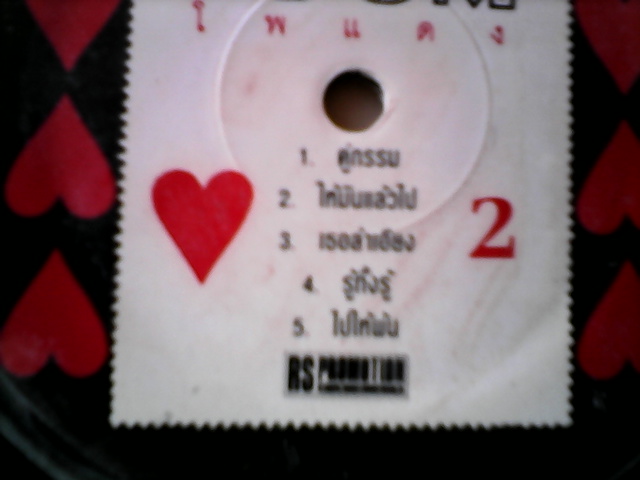 โ พ แ ด ง
1. คู่กรรม
2. ให้มันแล้วไป
3. เธอลำเอียง
4. รู้ทั้งรู้
5. ไปให้พ้น
2
RS PROMOTION